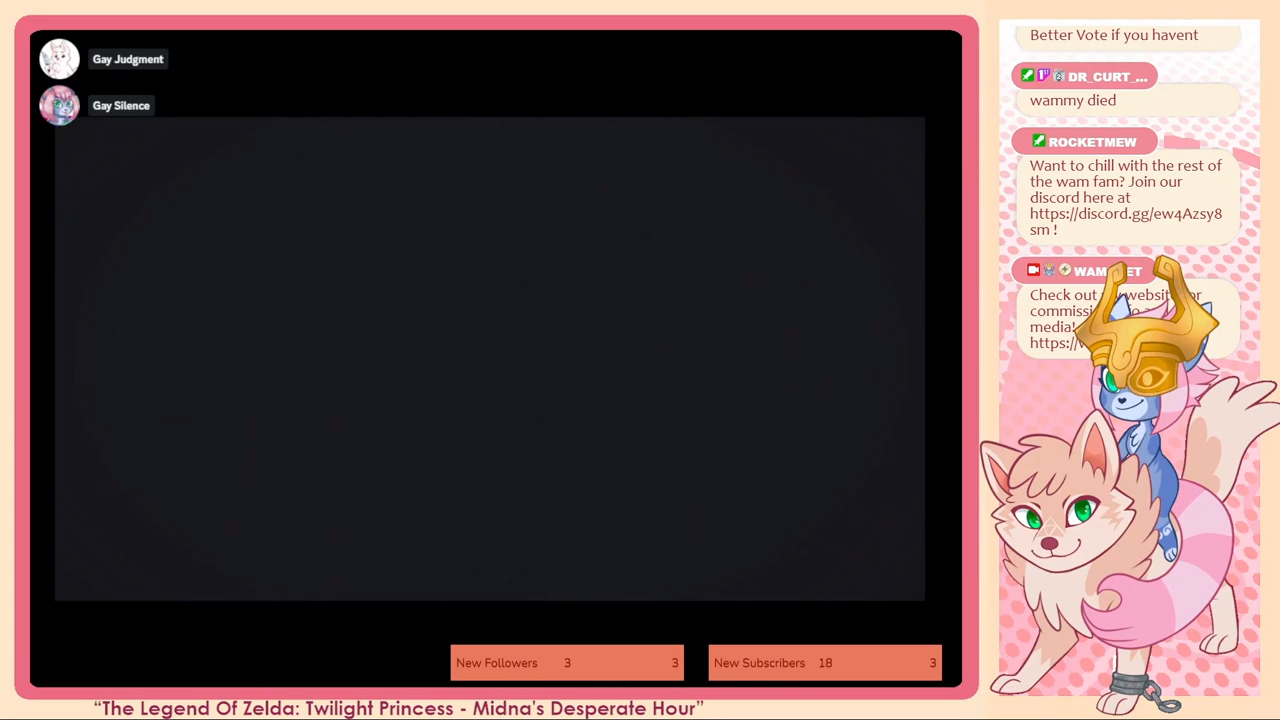 Gay Judgment
Gay Silence
New Followers 3 3
New Subscribers 18 3
"The Legend Of Zelda: Twilight Princess - Midna's Desperate Hour"
Better Vote if you havent
DR_CURT_...
wammy died
ROCKETMEW
Want to chill with the rest of
the wam fam? Join our
discord here at
https://discord.gg/ew4Azsy8
sm !
Check out
media!